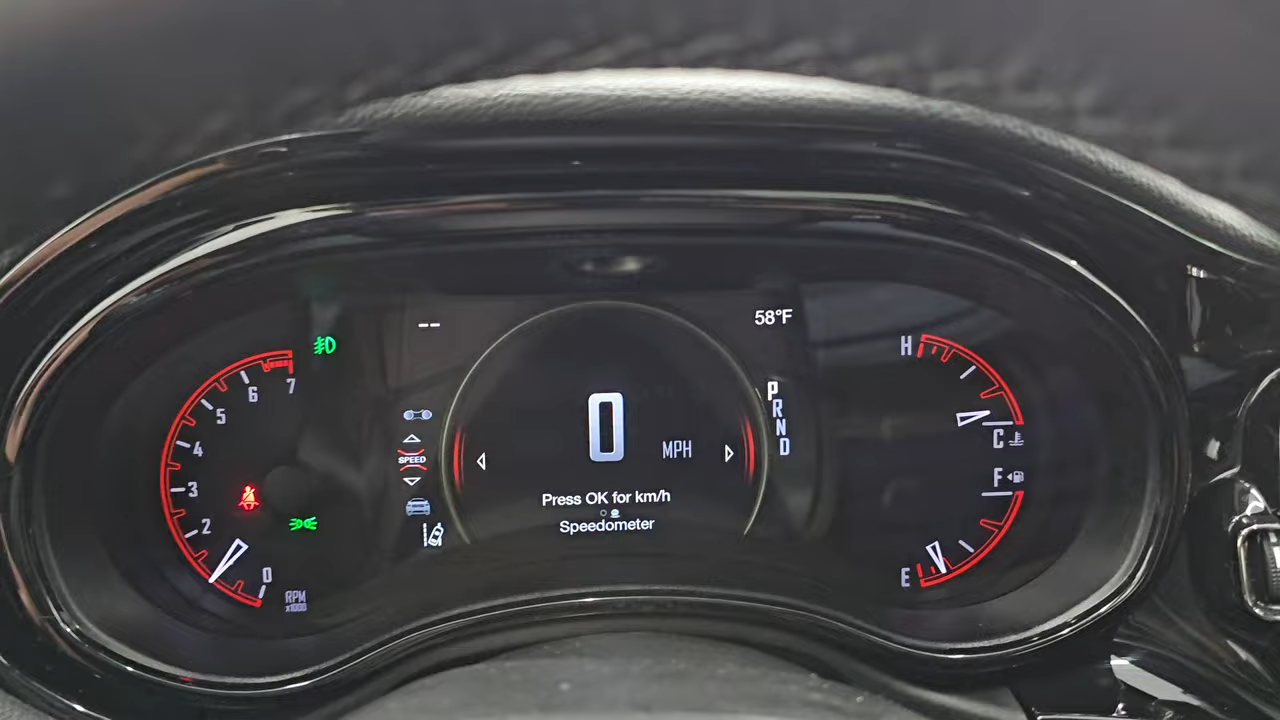 --
58°F
H
7
6
5
4
3
2
0
RPM
x1000
P
R
N
D
0
MPH
SPEED
Press OK for km/h
Speedometer
C
F
E